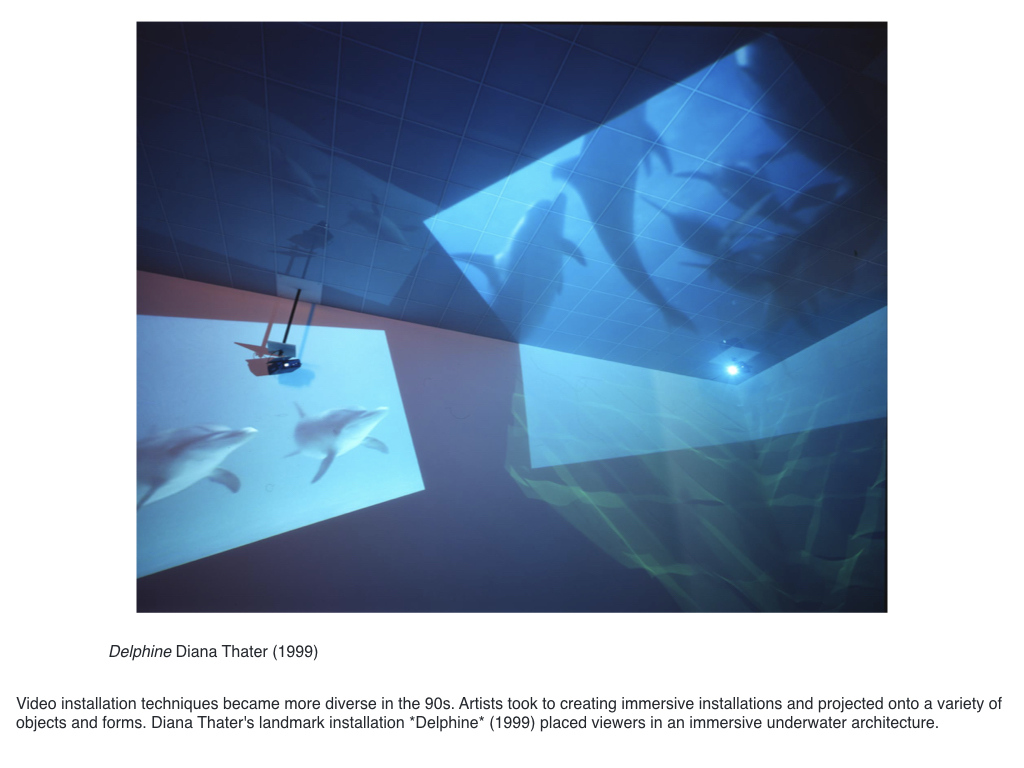 Delphine Diana Thater (1999)
Video installation techniques became more diverse in the 90s. Artists took to creating immersive installations and projected onto a variety of
objects and forms. Diana Thater's landmark installation *Delphine* (1999) placed viewers in an immersive underwater architecture.